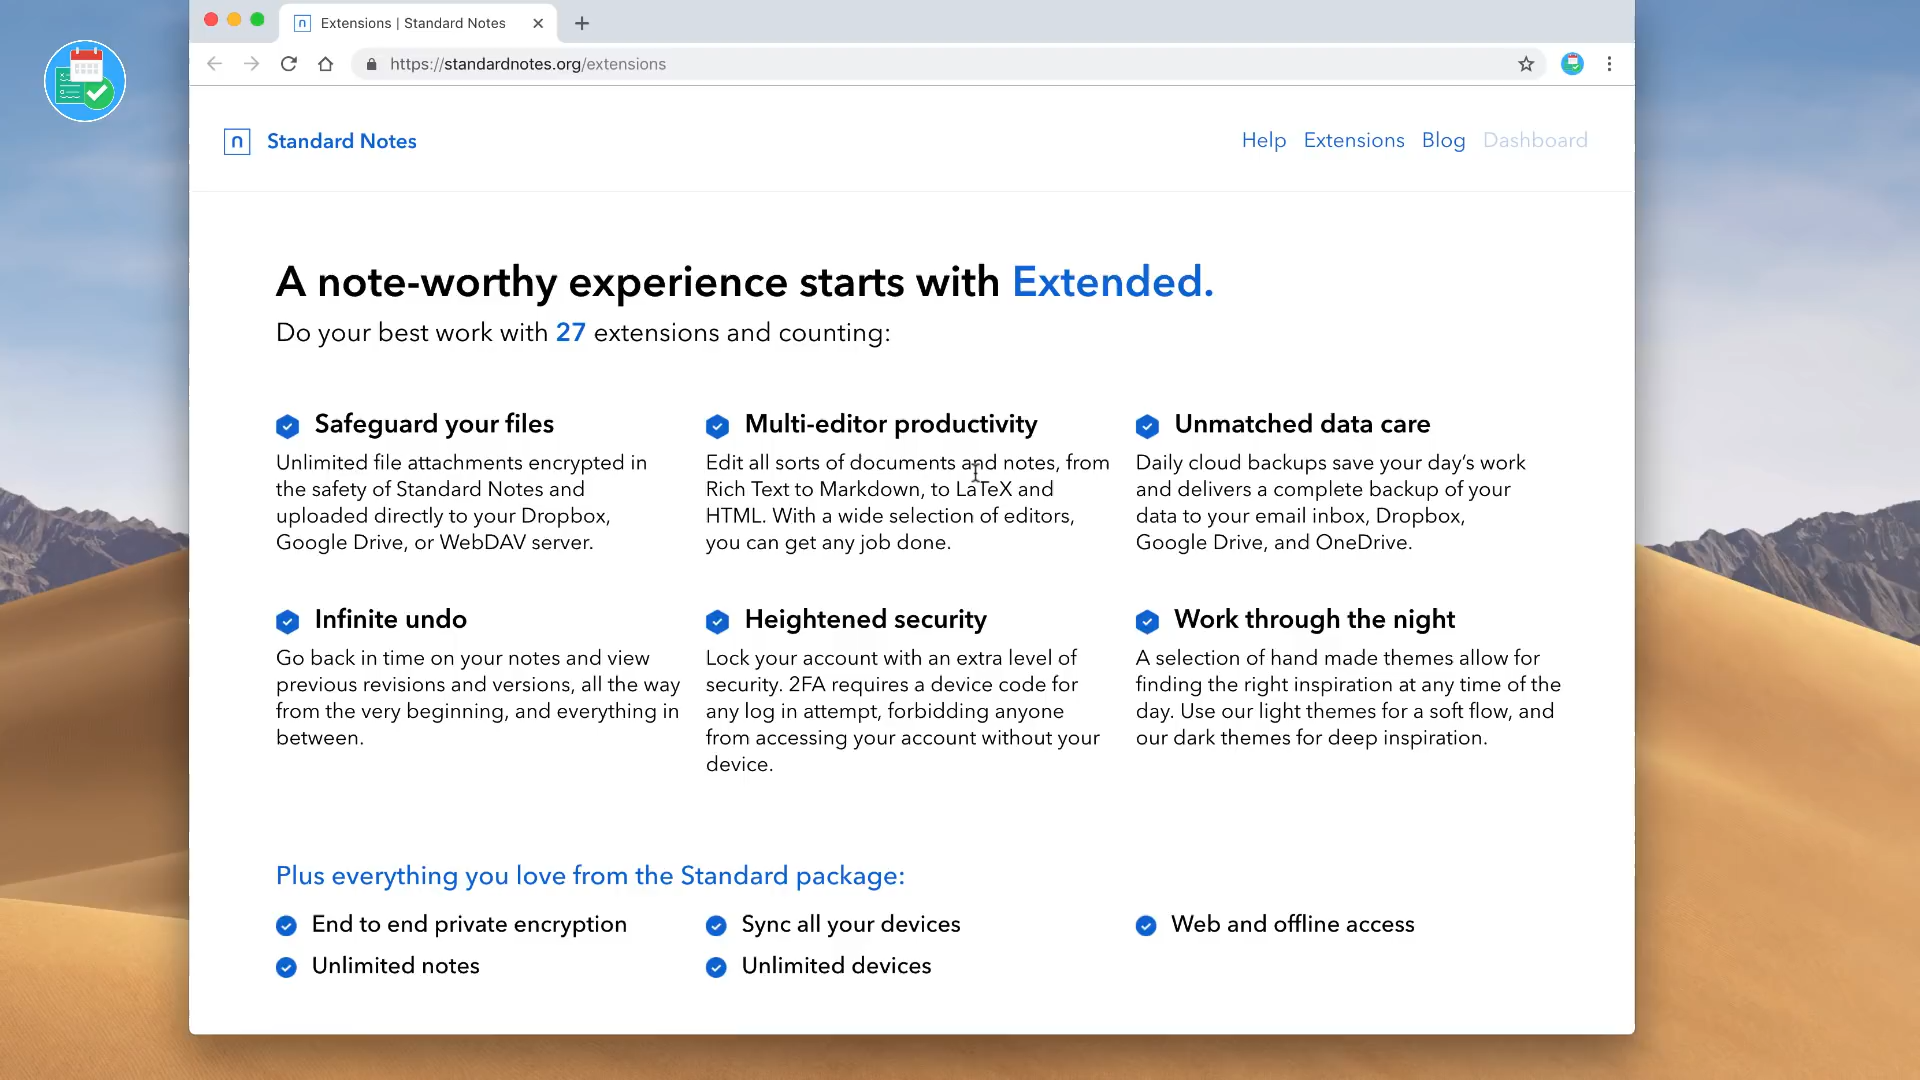 Extensions | Standard Notes
https://standardnotes.org/extensions
n Standard Notes
Help Extensions Blog Dashboard
A note-worthy experience starts with Extended.
Do your best work with 27 extensions and counting:
Safeguard your files
Unlimited file attachments encrypted in
the safety of Standard Notes and
uploaded directly to your Dropbox,
Google Drive, or WebDAV server.
Multi-editor productivity
Edit all sorts of documents and notes, from
Rich Text to Markdown, to LaTeX and
HTML. With a wide selection of editors,
you can get any job done.
Unmatched data care
Daily cloud backups save your day’s work
and delivers a complete backup of your
data to your email inbox, Dropbox,
Google Drive, and OneDrive.
Infinite undo
Go back in time on your notes and view
previous revisions and versions, all the way
from the very beginning, and everything in
between.
Heightened security
Lock your account with an extra level of
security. 2FA requires a device code for
any log in attempt, forbidding anyone
from accessing your account without your
device.
Work through the night
A selection of hand made themes allow for
finding the right inspiration at any time of the
day. Use our light themes for a soft flow, and
our dark themes for deep inspiration.
Plus everything you love from the Standard package:
End to end private encryption
Sync all your devices
Web and offline access
Unlimited notes
Unlimited devices